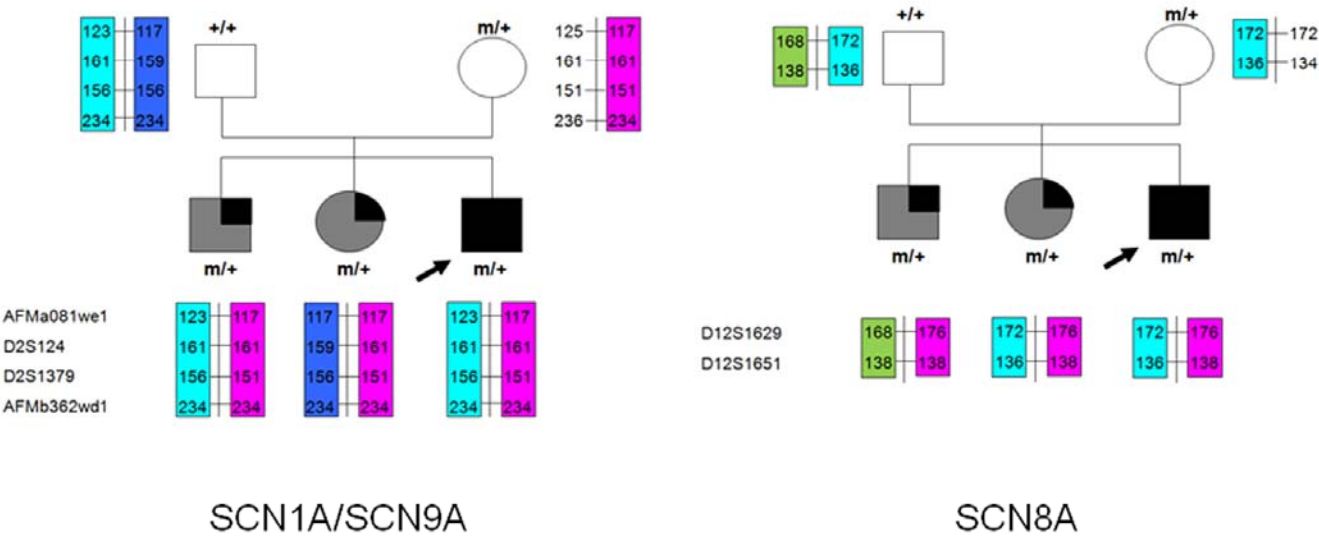 123 117 +/+ m/+ 125 117
161 159 161 161
156 156 151 151
234 234 236 234
m/+ m/+ m/+
AFMa081we1 123 117 117 117 123 117
D2S124 161 161 159 161 161 161
D2S1379 156 151 156 151 156 151
AFMb362wd1 234 234 234 234 234 234
SCN1A/SCN9A
168 172 +/+ m/+ 172 172
138 136 136 134
m/+ m/+ m/+
D12S1629 168 176 172 176 172 176
D12S1651 138 138 136 138 136 138
SCN8A